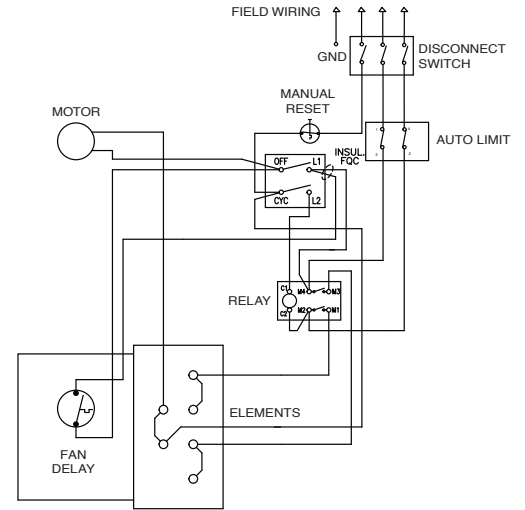 FIELD WIRING
GND
DISCONNECT
SWITCH
MANUAL
RESET
MOTOR
AUTO LIMIT
INSUL.
FQC
OFF
L1
CYC
L2
RELAY
C1
M4
M3
C2
M2
M1
ELEMENTS
FAN
DELAY